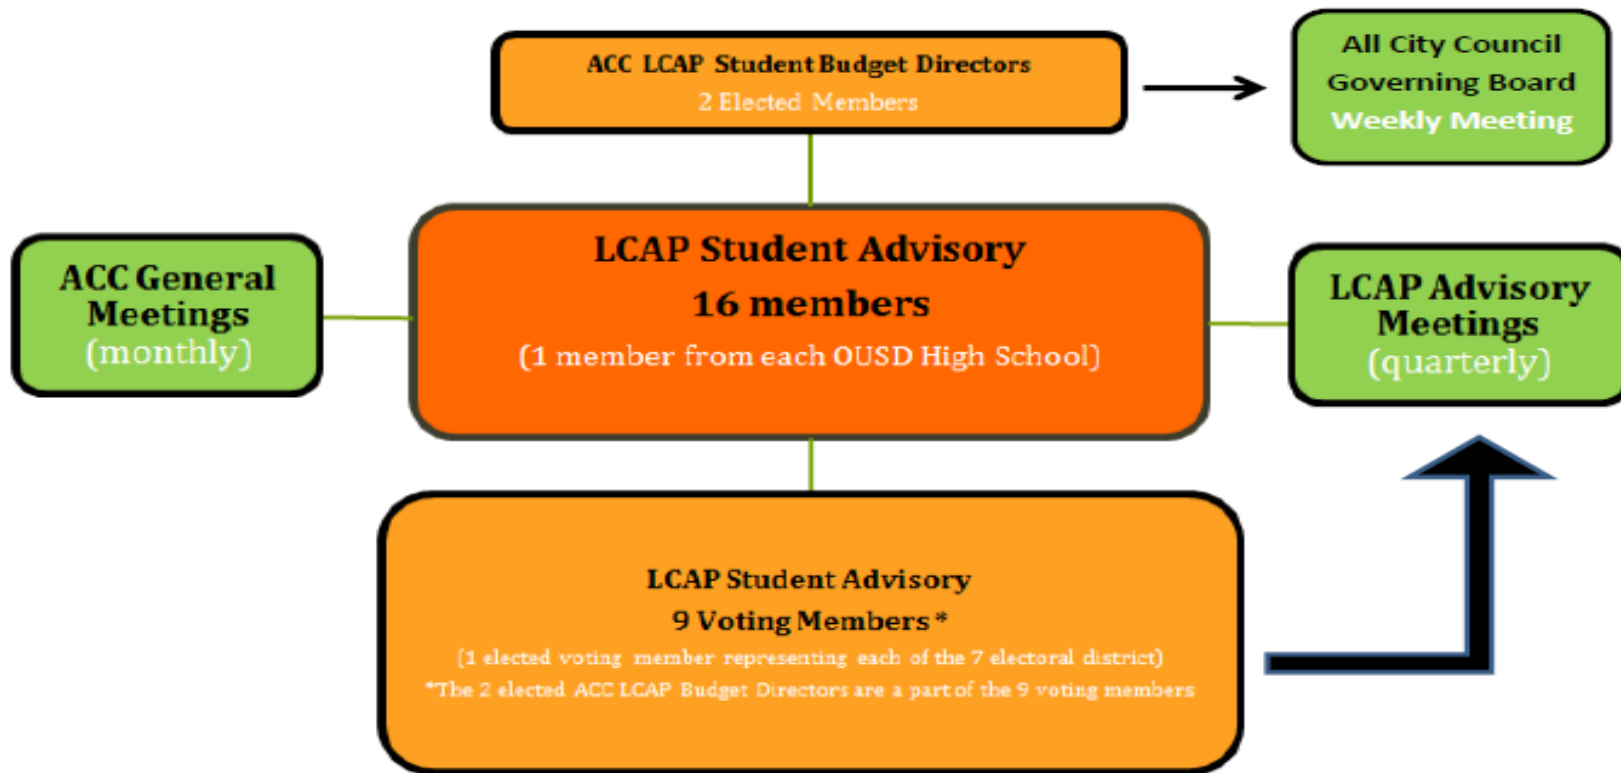 ACC LCAP Student Budget Directors
2 Elected Members
All City Council
Governing Board
Weekly Meeting
ACC General
Meetings
(monthly)
LCAP Student Advisory
16 members
(1 member from each OUSD High School)
LCAP Advisory
Meetings
(quarterly)
LCAP Student Advisory
9 Voting Members *
(1 elected voting member representing each of the 7 electoral district)
*The 2 elected ACC LCAP Budget Directors are a part of the 9 voting members